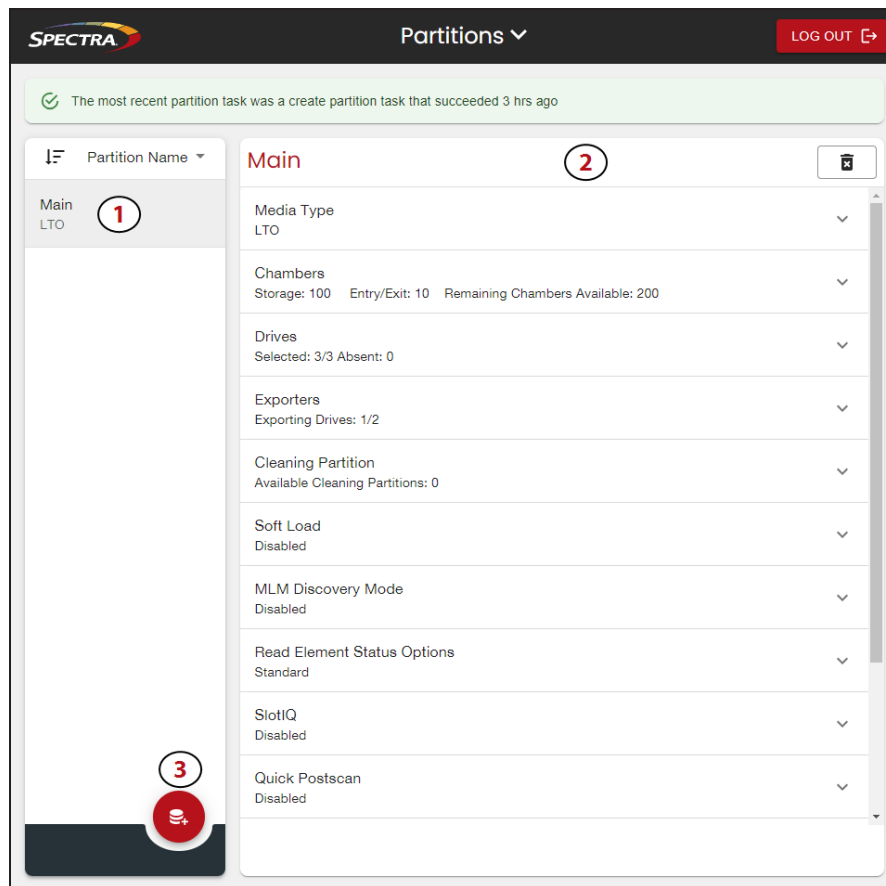 SPECTRA
Partitions
LOG OUT
The most recent partition task was a create partition task that succeeded 3 hrs ago
Partition Name
Main
LTO
1
Main
2
Media Type
LTO
Chambers
Storage: 100 Entry/Exit: 10 Remaining Chambers Available: 200
Drives
Selected: 3/3 Absent: 0
Exporters
Exporting Drives: 1/2
Cleaning Partition
Available Cleaning Partitions: 0
Soft Load
Disabled
MLM Discovery Mode
Disabled
Read Element Status Options
Standard
SlotIQ
Disabled
Quick Postscan
Disabled
3